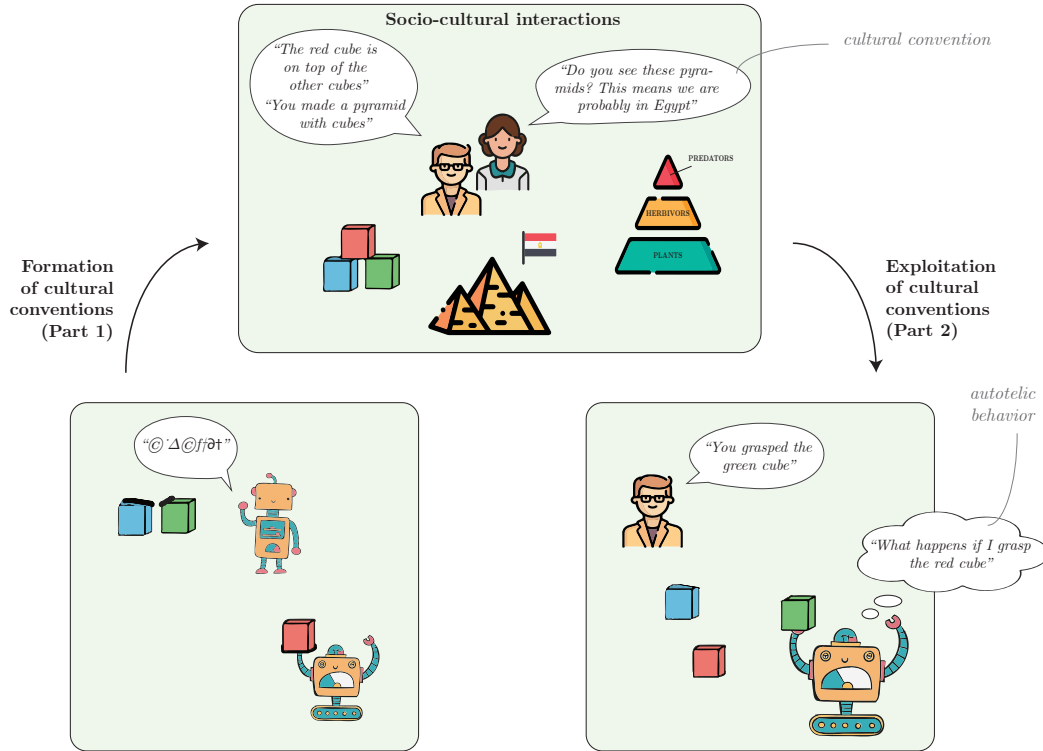 Socio-cultural interactions
“The red cube is
on top of the
other cubes”
“You made a pyramid
with cubes”
“Do you see these pyra-
mids? This means we are
probably in Egypt”
cultural convention
PREDATORS
HERBIVORS
PLANTS
Formation
of cultural
conventions
(Part 1)
Exploitation
of cultural
conventions
(Part 2)
autotelic
behavior
“You grasped the
green cube”
“What happens if I grasp
the red cube”